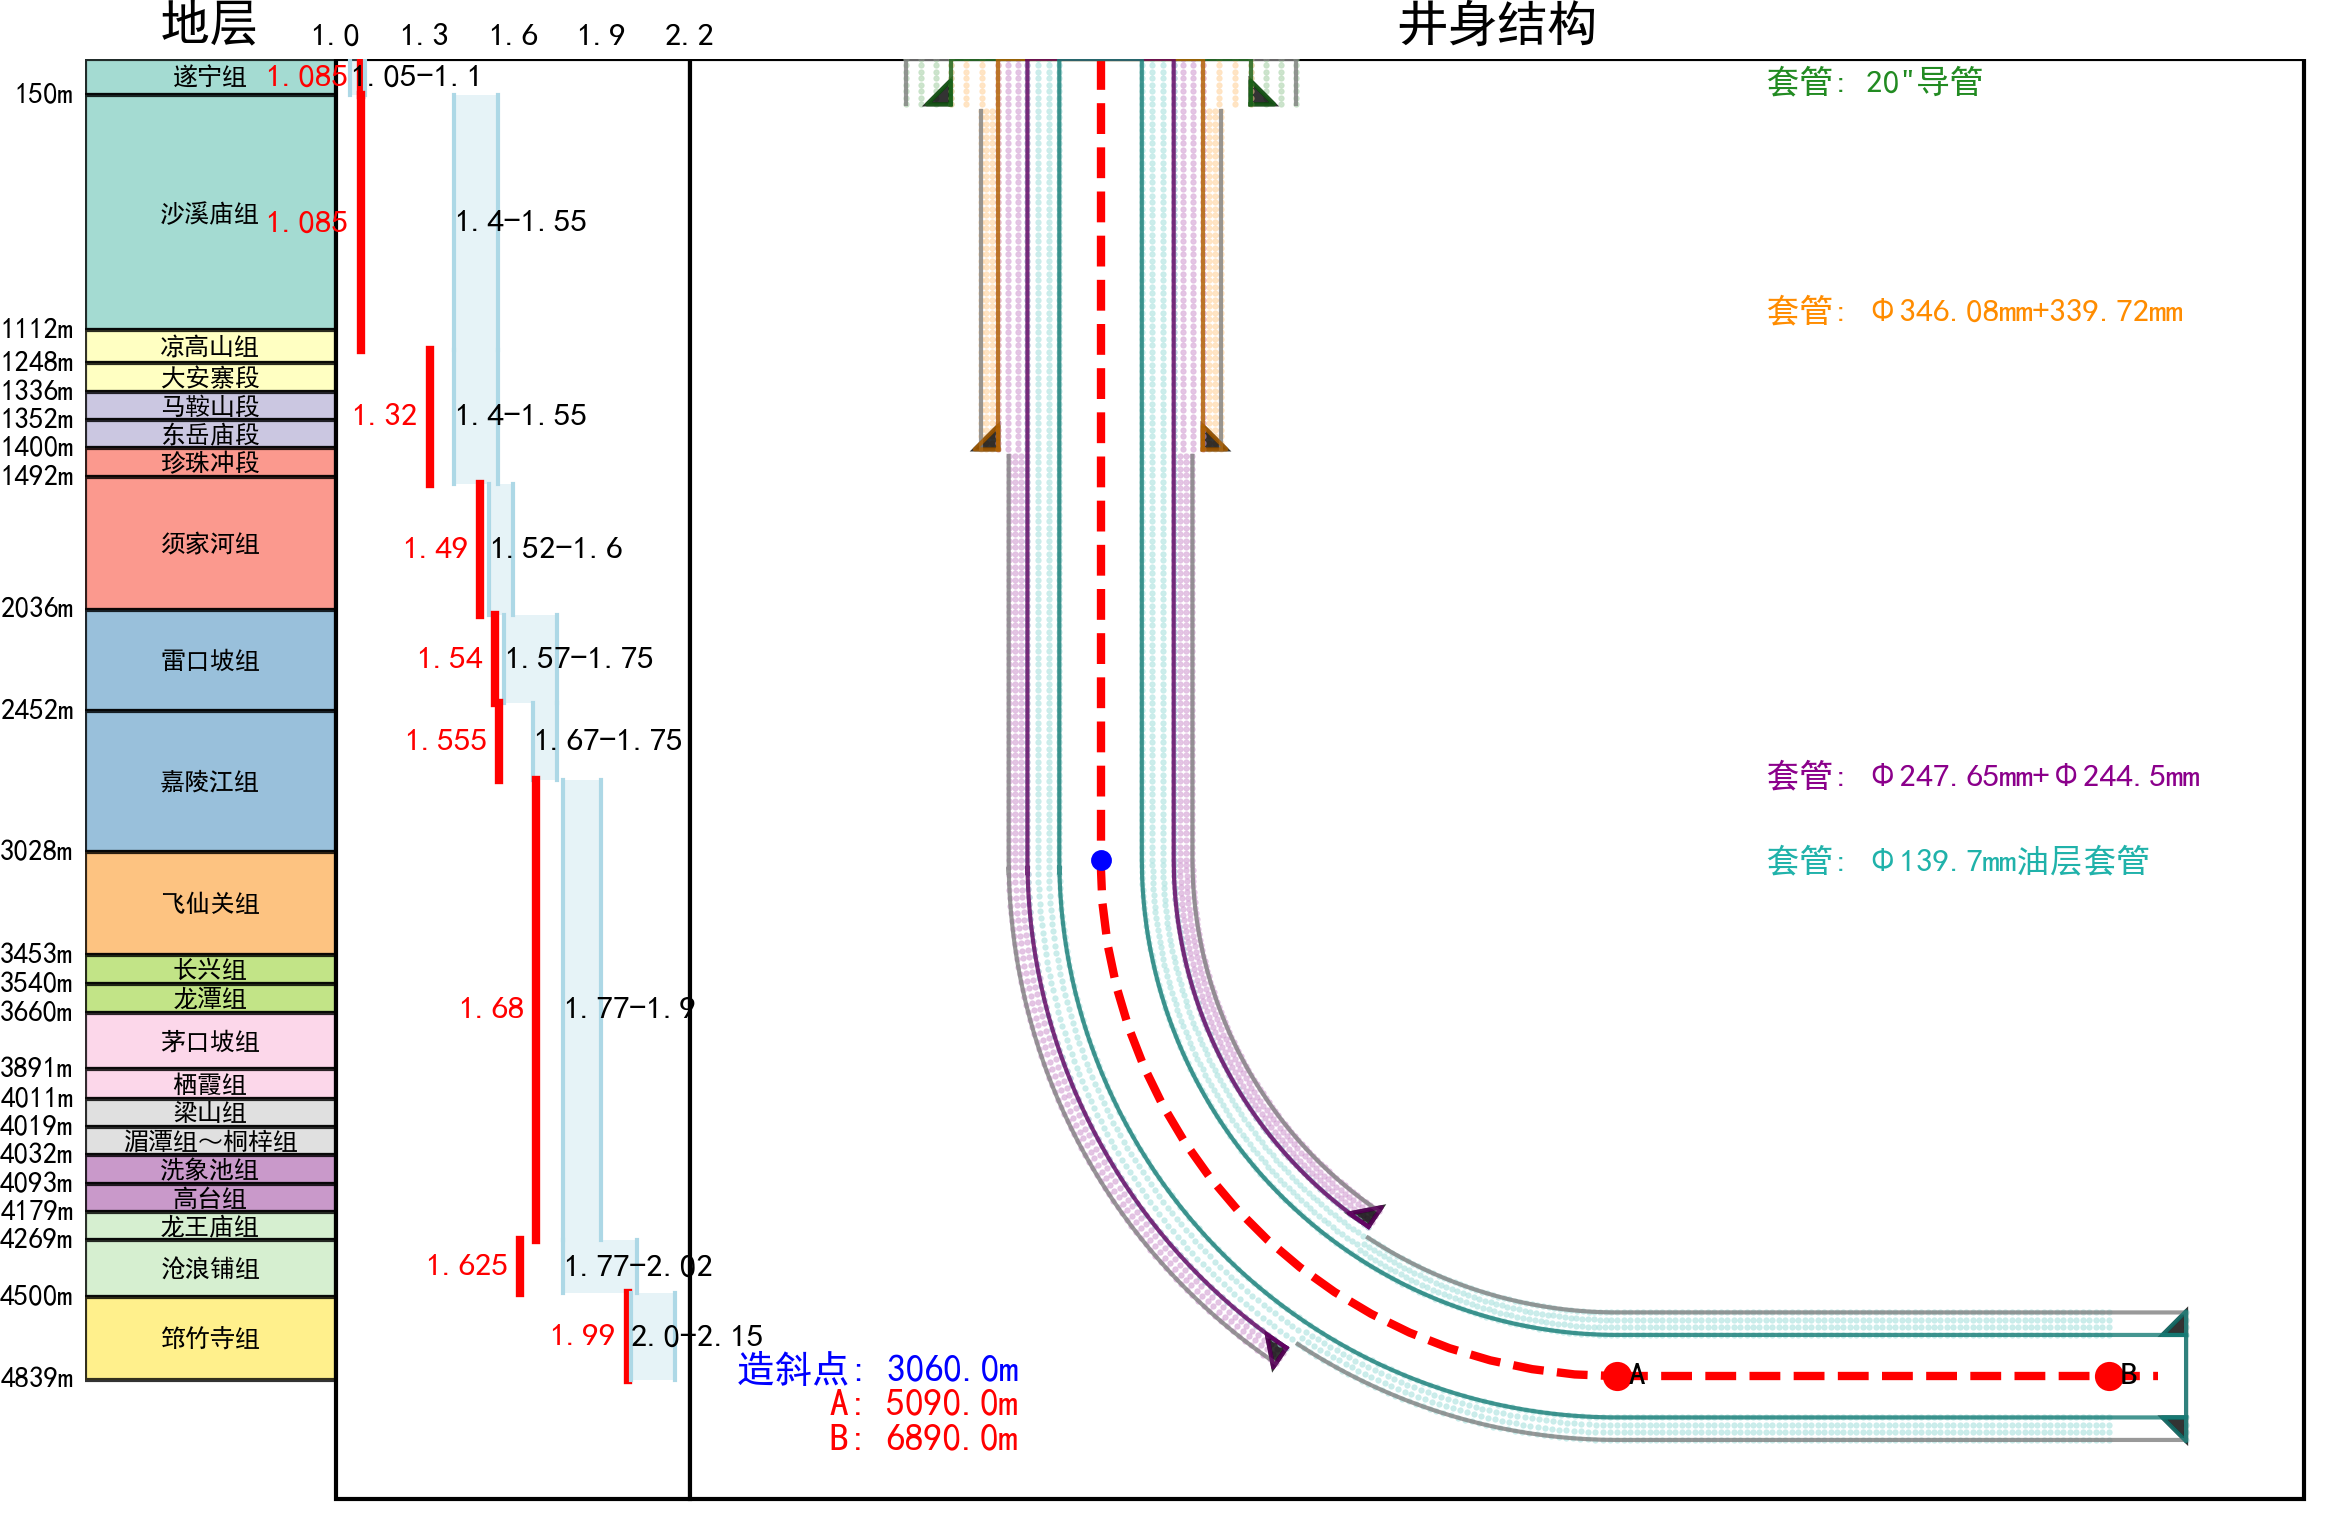 地层
1.0 1.3 1.6 1.9 2.2
井身结构
遂宁组 1.085 1.05-1.1
套管: 20"导管
150m
沙溪庙组 1.085 1.4-1.55
套管: Φ346.08mm+339.72mm
1112m
凉高山组
1248m
大安寨段
1336m
马鞍山段 1.32 1.4-1.55
1352m
东岳庙段
1400m
珍珠冲段
1492m
须家河组 1.49 1.52-1.6
2036m
雷口坡组 1.54 1.57-1.75
2452m
1.555 1.67-1.75
嘉陵江组
套管: Φ247.65mm+Φ244.5mm
3028m
套管: Φ139.7mm油层套管
飞仙关组
3453m
长兴组
3540m
龙潭组 1.68 1.77-1.9
3660m
茅口坡组
3891m
栖霞组
4011m
梁山组
4019m
湄潭组～桐梓组
4032m
洗象池组
4093m
高台组
4179m
龙王庙组
4269m
沧浪铺组 1.625 1.77-2.02
4500m
筇竹寺组 1.99 2.0-2.15
4839m
造斜点: 3060.0m
A: 5090.0m
B: 6890.0m
A
B